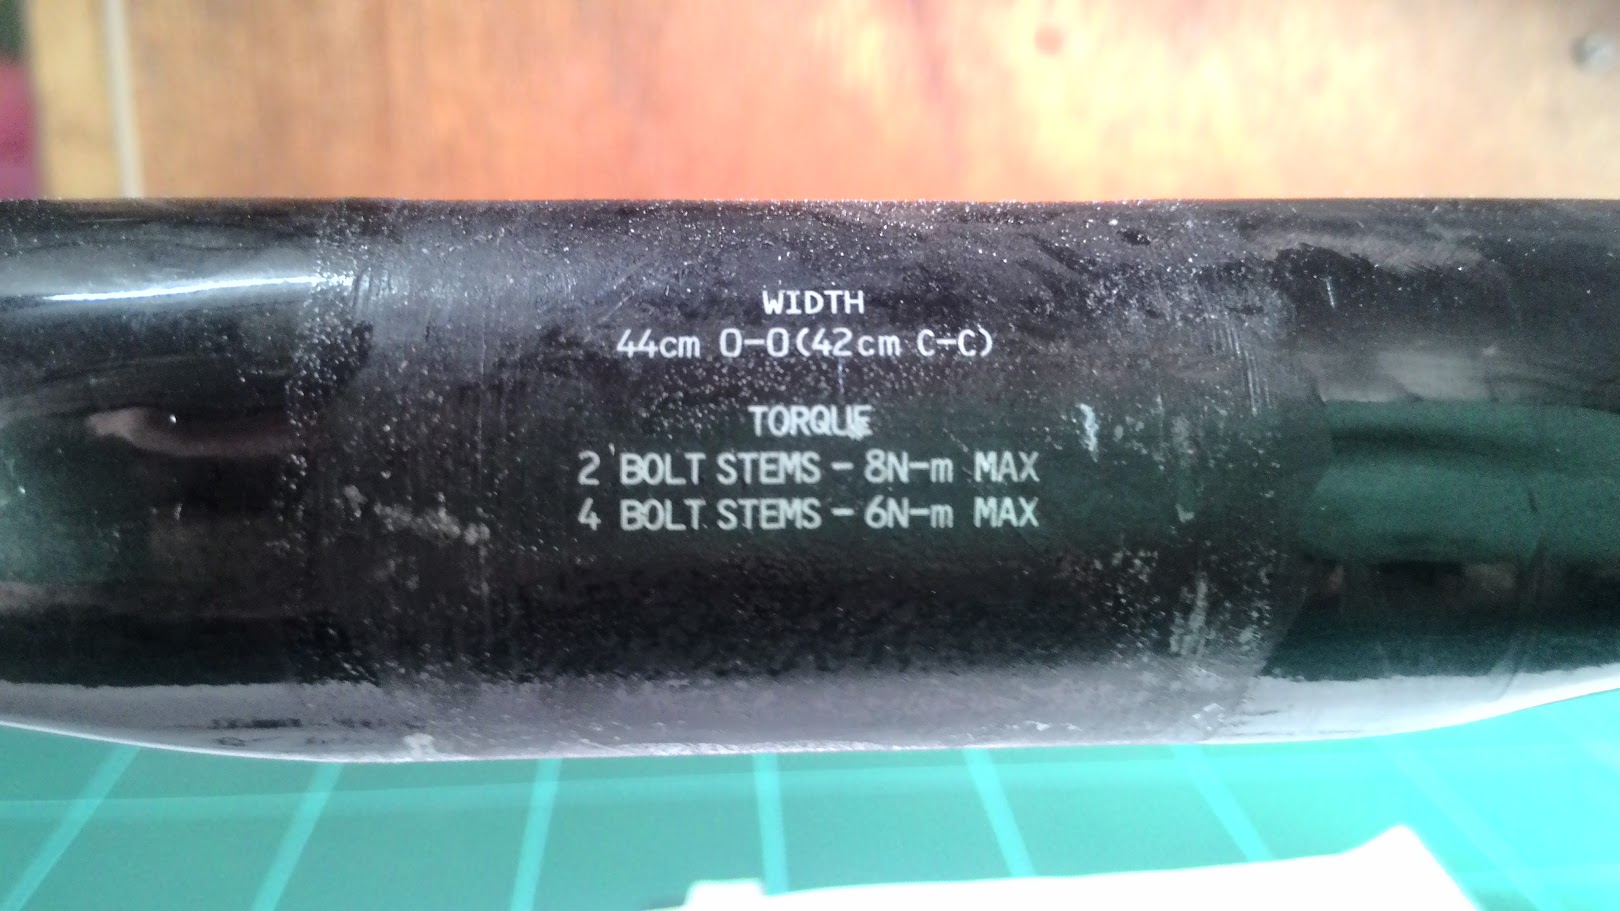 WIDTH
44cm O-O(42cm C-C)
TORQUE
2 BOLT STEMS - 8N-m MAX
4 BOLT STEMS - 6N-m MAX